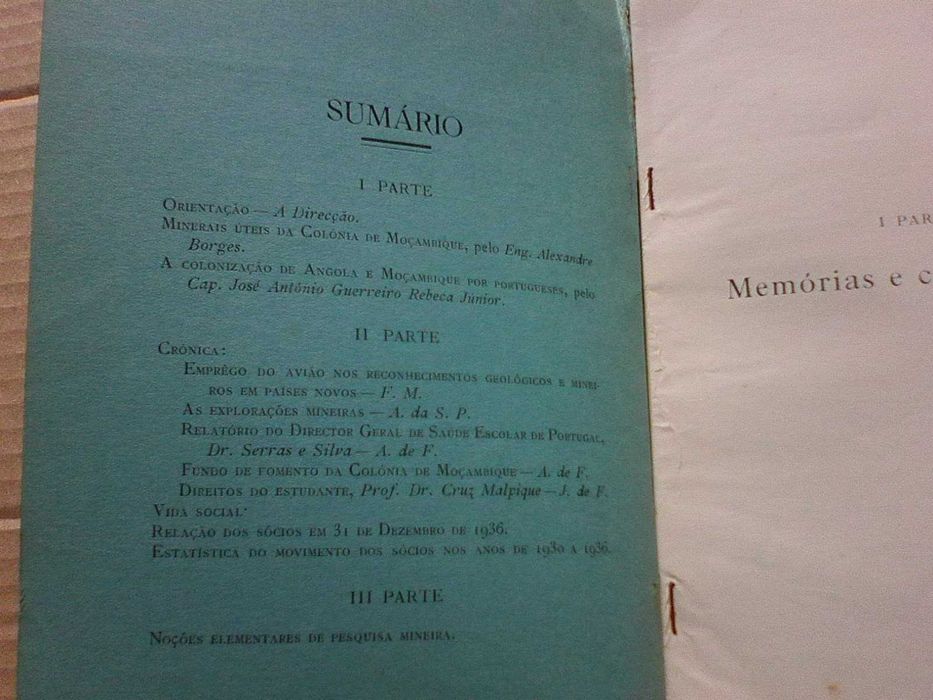 SUMÁRIO
I PARTE
ORIENTAÇÃO — A Direcção.
MINERAIS ÚTEIS DA COLÓNIA DE MOÇAMBIQUE, pelo Eng. Alexandre
Borges.
A COLONIZAÇÃO DE ANGOLA E MOÇAMBIQUE POR PORTUGUESES, pelo
Cap. José António Guerreiro Rebeca Júnior.
II PARTE
CRÓNICA:
EMPRÊGO DO AVIÃO NOS RECONHECIMENTOS GEOLÓGICOS E MINEI-
ROS EM PAÍSES NOVOS — F. M.
AS EXPLORAÇÕES MINEIRAS — A. da S. P.
RELATÓRIO DO DIRECTOR GERAL DE SAÚDE ESCOLAR DE PORTUGAL,
Dr. Serras e Silva — A. de F.
FUNDO DE FOMENTO DA COLÓNIA DE MOÇAMBIQUE — A. de F.
DIREITOS DO ESTUDANTE, Prof. Dr. Cruz Malpique — J. de F.
VIDA SOCIAL:
RELAÇÃO DOS SÓCIOS EM 31 DE DEZEMBRO DE 1936.
ESTATÍSTICA DO MOVIMENTO DOS SÓCIOS NOS ANOS DE 1930 A 1936.
III PARTE
NOÇÕES ELEMENTARES DE PESQUISA MINEIRA.
I PAR
Memórias e c